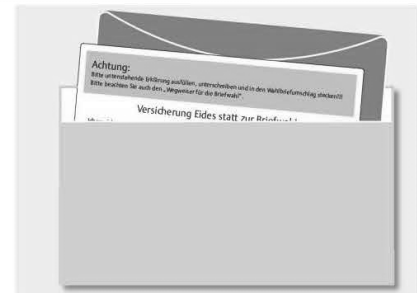 Achtung:
Bitte untenstehende Erklärung ausfüllen, unterschreiben und in den Wahlbriefumschlag stecken!!!
Bitte beachten Sie auch den „Wegweiser für die Briefwahl".
Versicherung Eides statt zur Briefwahl